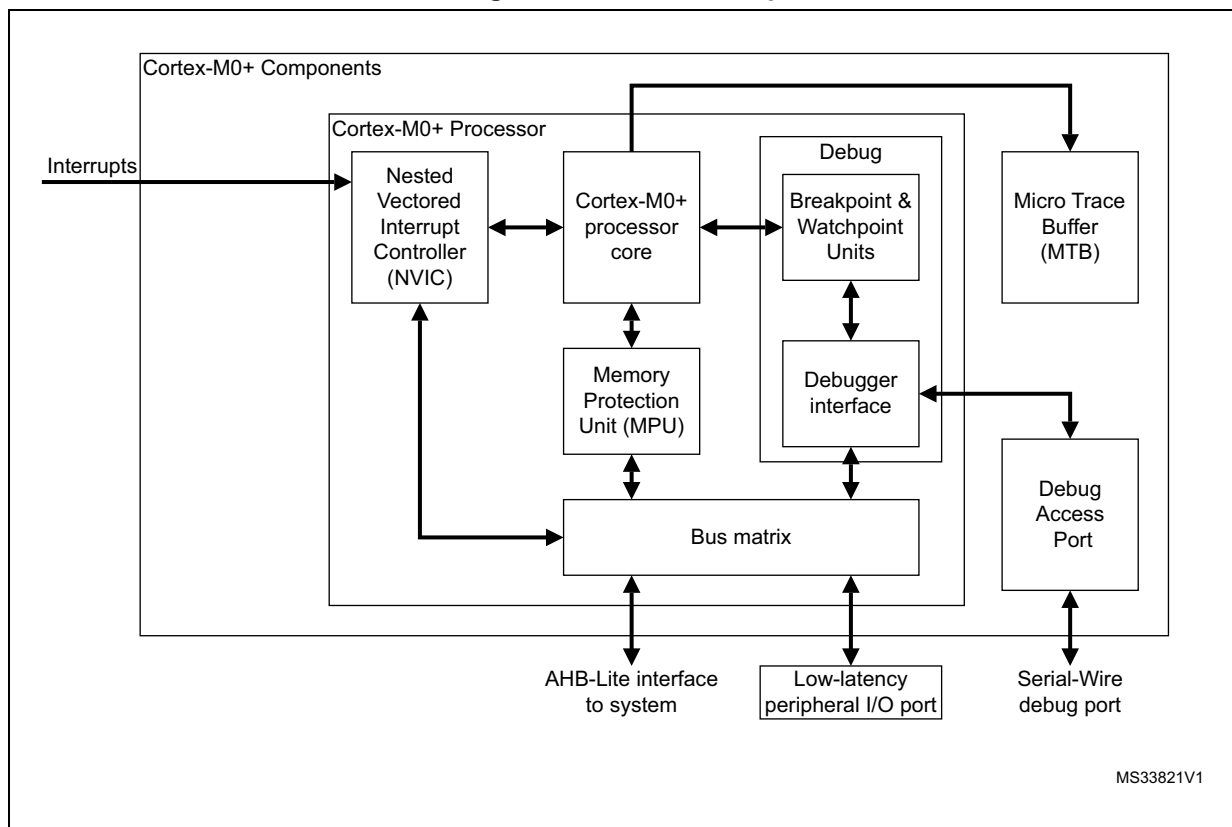 Cortex-M0+ Components
Cortex-M0+ Processor
Interrupts
Nested
Vectored
Interrupt
Controller
(NVIC)
Cortex-M0+
processor
core
Debug
Breakpoint &
Watchpoint
Units
Micro Trace
Buffer
(MTB)
Memory
Protection
Unit (MPU)
Debugger
interface
Bus matrix
Debug
Access
Port
AHB-Lite interface
to system
Low-latency
peripheral I/O port
Serial-Wire
debug port
MS33821V1